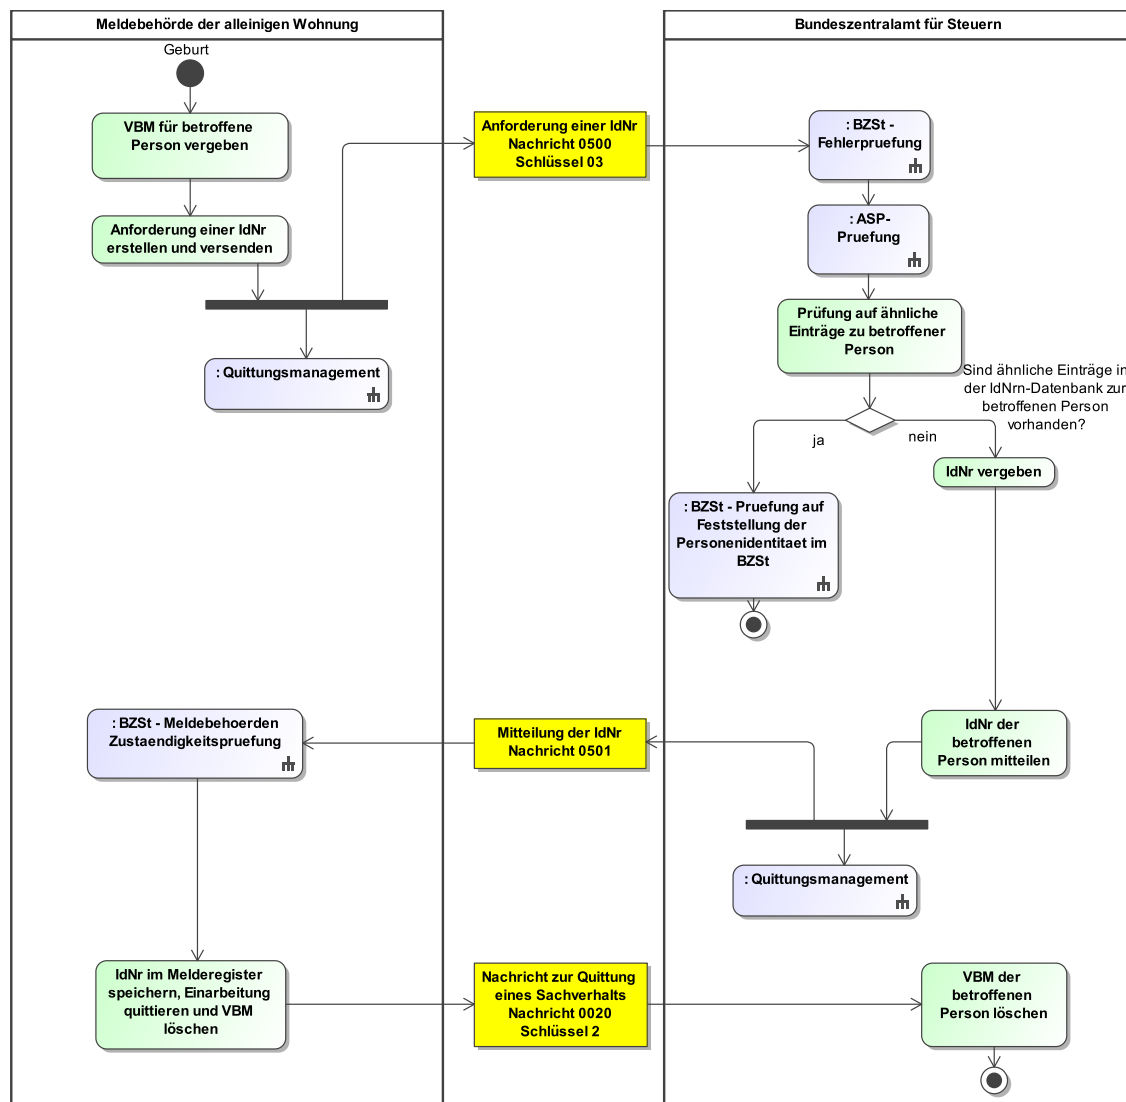 Meldebehörde der alleinigen Wohnung
Bundeszentralamt für Steuern
Geburt
VBM für betroffene
Person vergeben
Anforderung einer IdNr
erstellen und versenden
: Quittungsmanagement
Anforderung einer IdNr
Nachricht 0500
Schlüssel 03
: BZSt -
Fehlerpruefung
: ASP-
Pruefung
Prüfung auf ähnliche
Einträge zu betroffener
Person
Sind ähnliche Einträge in
der IdNrn-Datenbank zur
betroffenen Person
vorhanden?
ja
nein
IdNr vergeben
: BZSt - Pruefung auf
Feststellung der
Personenidentitaet im
BZSt
IdNr der
betroffenen
Person mitteilen
: Quittungsmanagement
Mitteilung der IdNr
Nachricht 0501
: BZSt - Meldebehoerden
Zustaendigkeitspruefung
IdNr im Melderegister
speichern, Einarbeitung
quittieren und VBM
löschen
Nachricht zur Quittung
eines Sachverhalts
Nachricht 0020
Schlüssel 2
VBM der
betroffenen
Person löschen